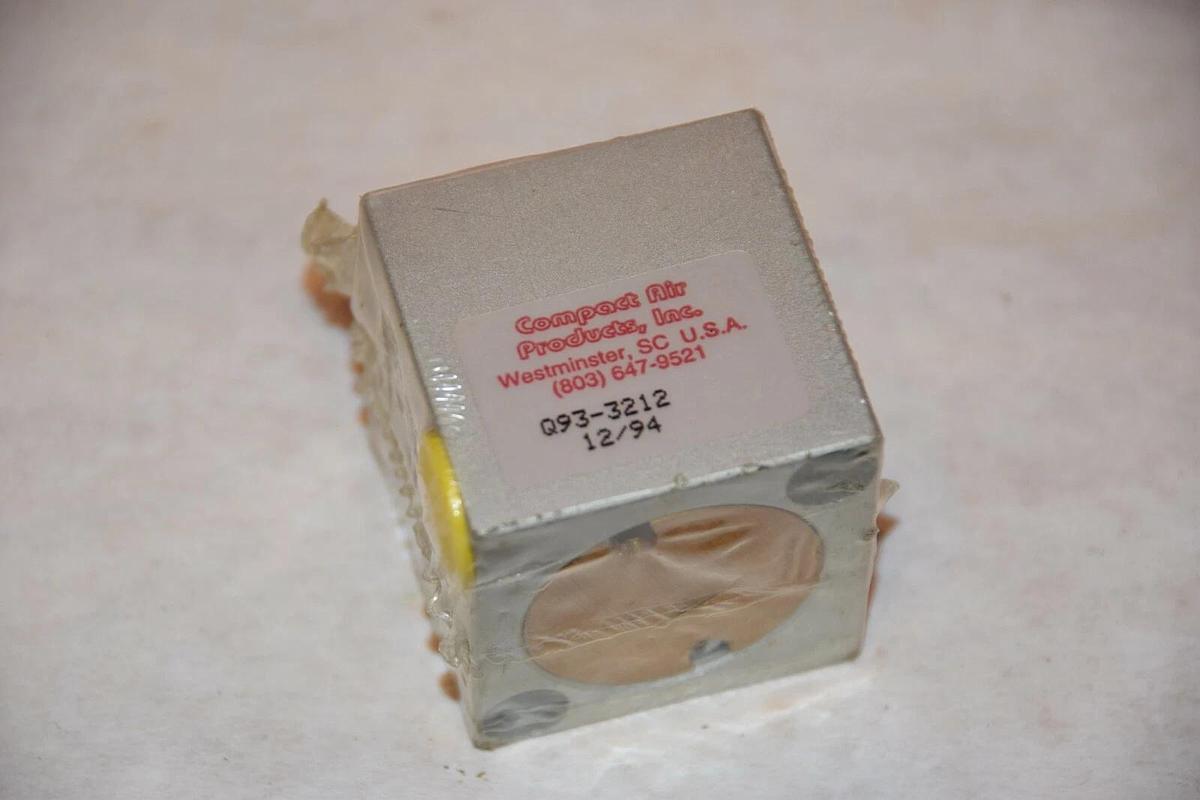 Compact Air
Products, Inc.
Westminster, SC U.S.A.
(803) 647-9521
Q93-3212
12/94